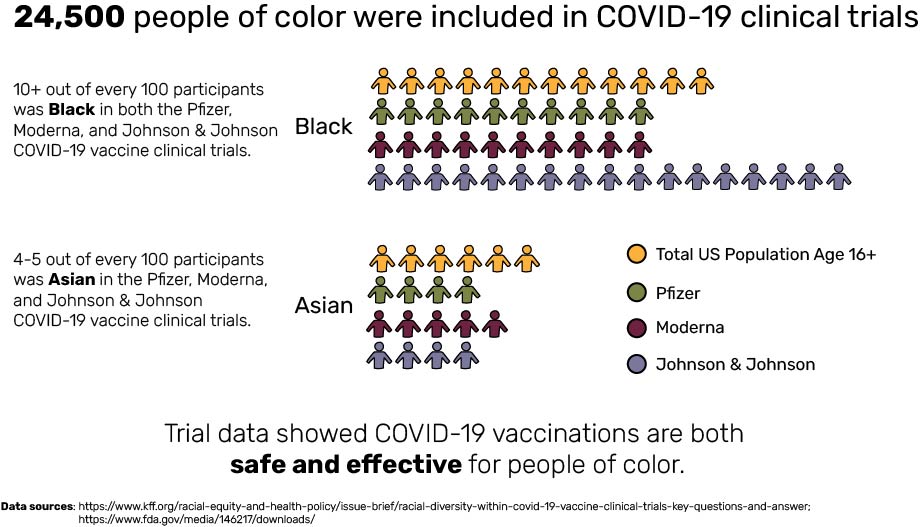 24,500 people of color were included in COVID-19 clinical trials
10+ out of every 100 participants
was Black in both the Pfizer,
Moderna, and Johnson & Johnson
COVID-19 vaccine clinical trials.
Black
4-5 out of every 100 participants
was Asian in the Pfizer, Moderna,
and Johnson & Johnson
COVID-19 vaccine clinical trials.
Asian
Total US Population Age 16+
Pfizer
Moderna
Johnson & Johnson
Trial data showed COVID-19 vaccinations are both
safe and effective for people of color.
Data sources: https://www.kff.org/racial-equity-and-health-policy/issue-brief/racial-diversity-within-covid-19-vaccine-clinical-trials-key-questions-and-answer;
https://www.fda.gov/media/146217/downloads/